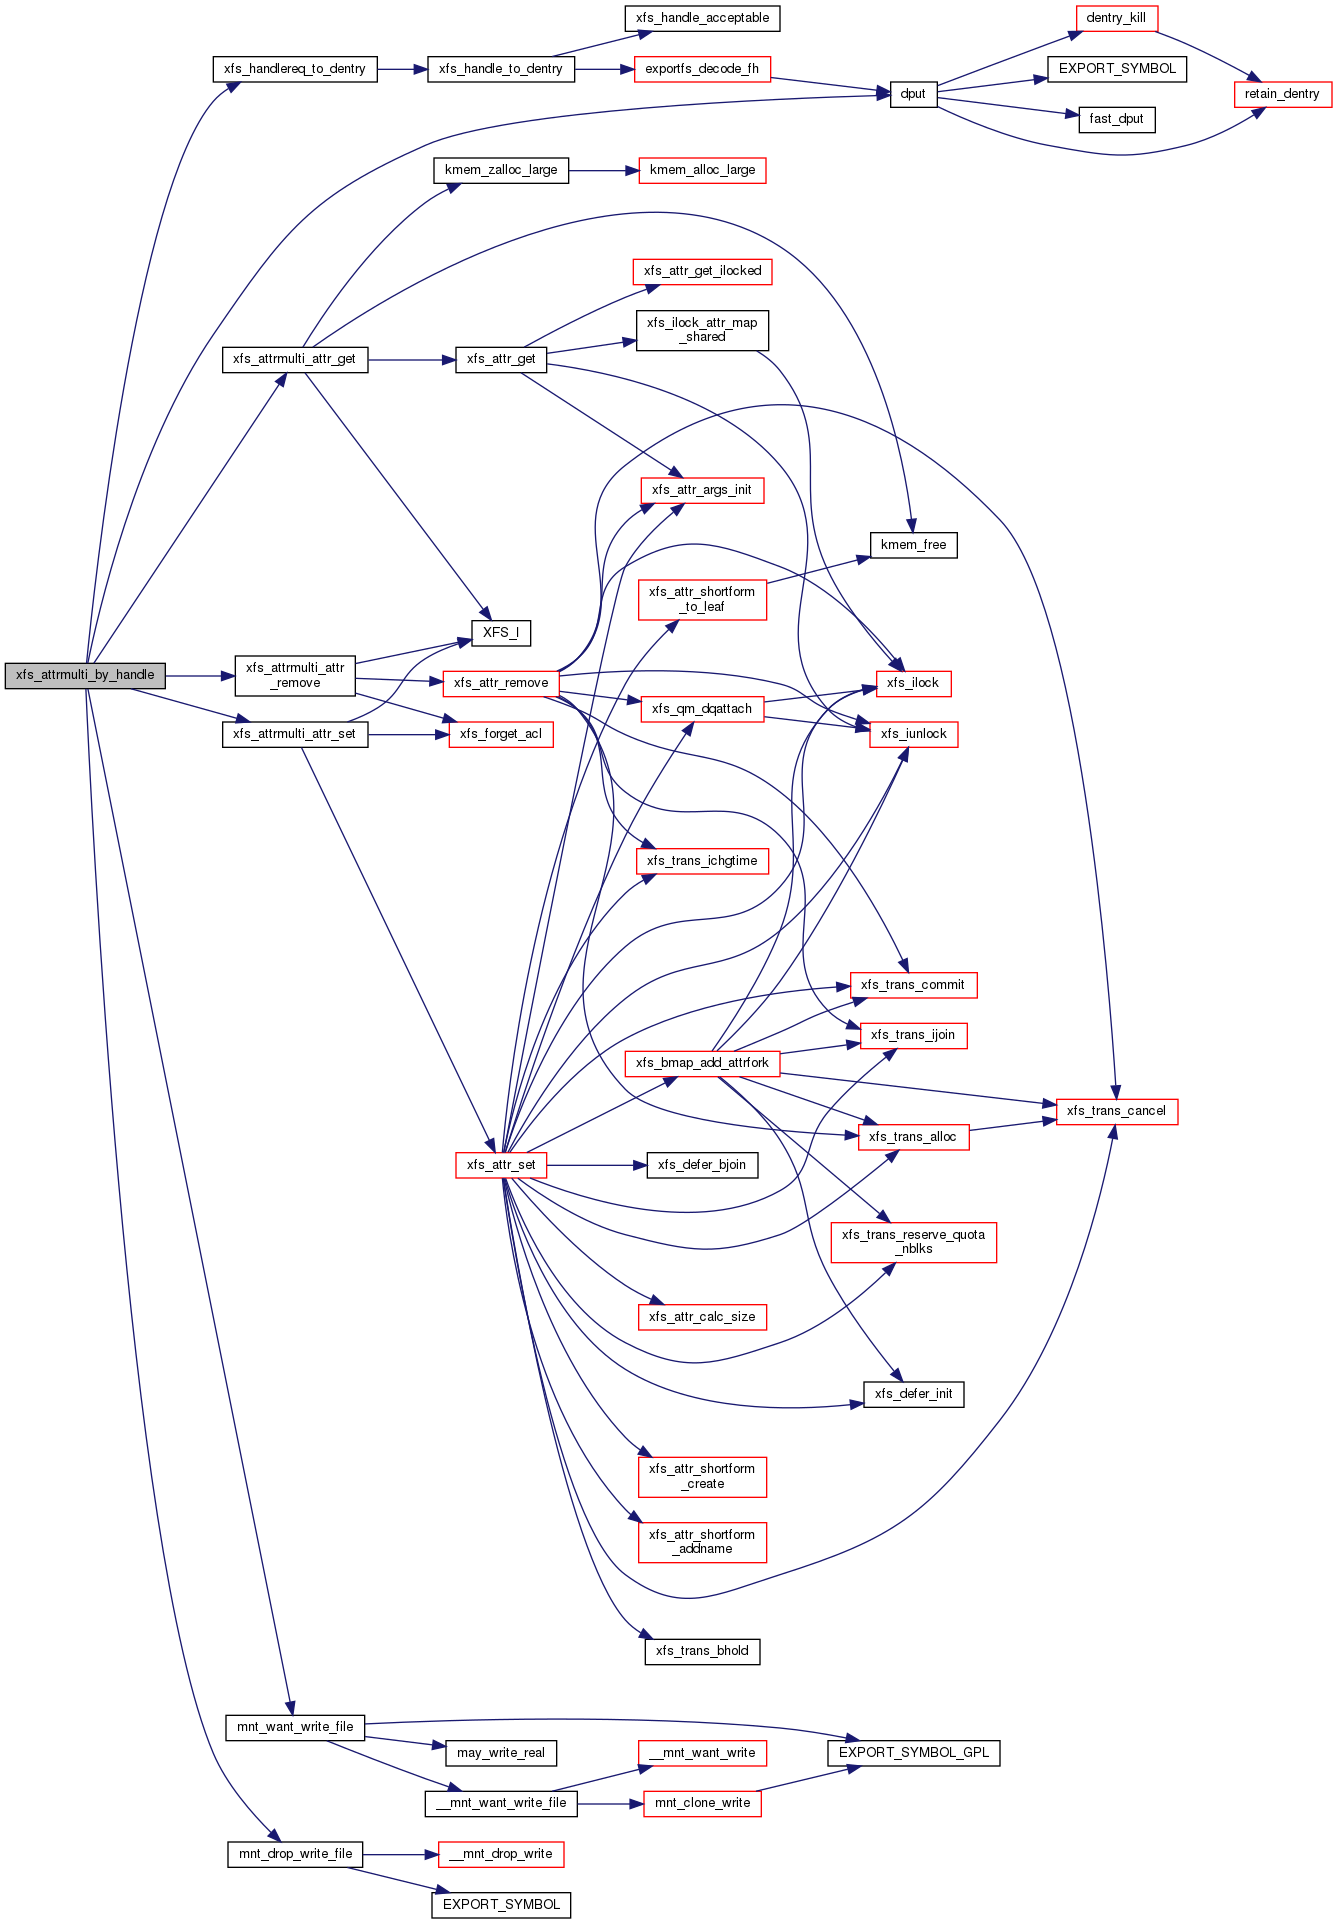 xfs_handle_acceptable
dentry_kill
xfs_handlereq_to_dentry
xfs_handle_to_dentry
exportfs_decode_fh
EXPORT_SYMBOL
dput
retain_dentry
fast_dput
kmem_zalloc_large
kmem_alloc_large
xfs_attr_get_ilocked
xfs_ilock_attr_map
_shared
xfs_attrmulti_attr_get
xfs_attr_get
xfs_attr_args_init
kmem_free
xfs_attr_shortform
_to_leaf
XFS_I
xfs_attrmulti_by_handle
xfs_attrmulti_attr
_remove
xfs_attr_remove
xfs_ilock
xfs_qm_dqattach
xfs_attrmulti_attr_set
xfs_forget_acl
xfs_iunlock
xfs_trans_ichgtime
xfs_trans_commit
xfs_trans_ijoin
xfs_bmap_add_attrfork
xfs_trans_cancel
xfs_trans_alloc
xfs_attr_set
xfs_defer_bjoin
xfs_trans_reserve_quota
_nblks
xfs_attr_calc_size
xfs_defer_init
xfs_attr_shortform
_create
xfs_attr_shortform
_addname
xfs_trans_bhold
mnt_want_write_file
may_write_real
__mnt_want_write
EXPORT_SYMBOL_GPL
__mnt_want_write_file
mnt_clone_write
mnt_drop_write_file
__mnt_drop_write
EXPORT_SYMBOL